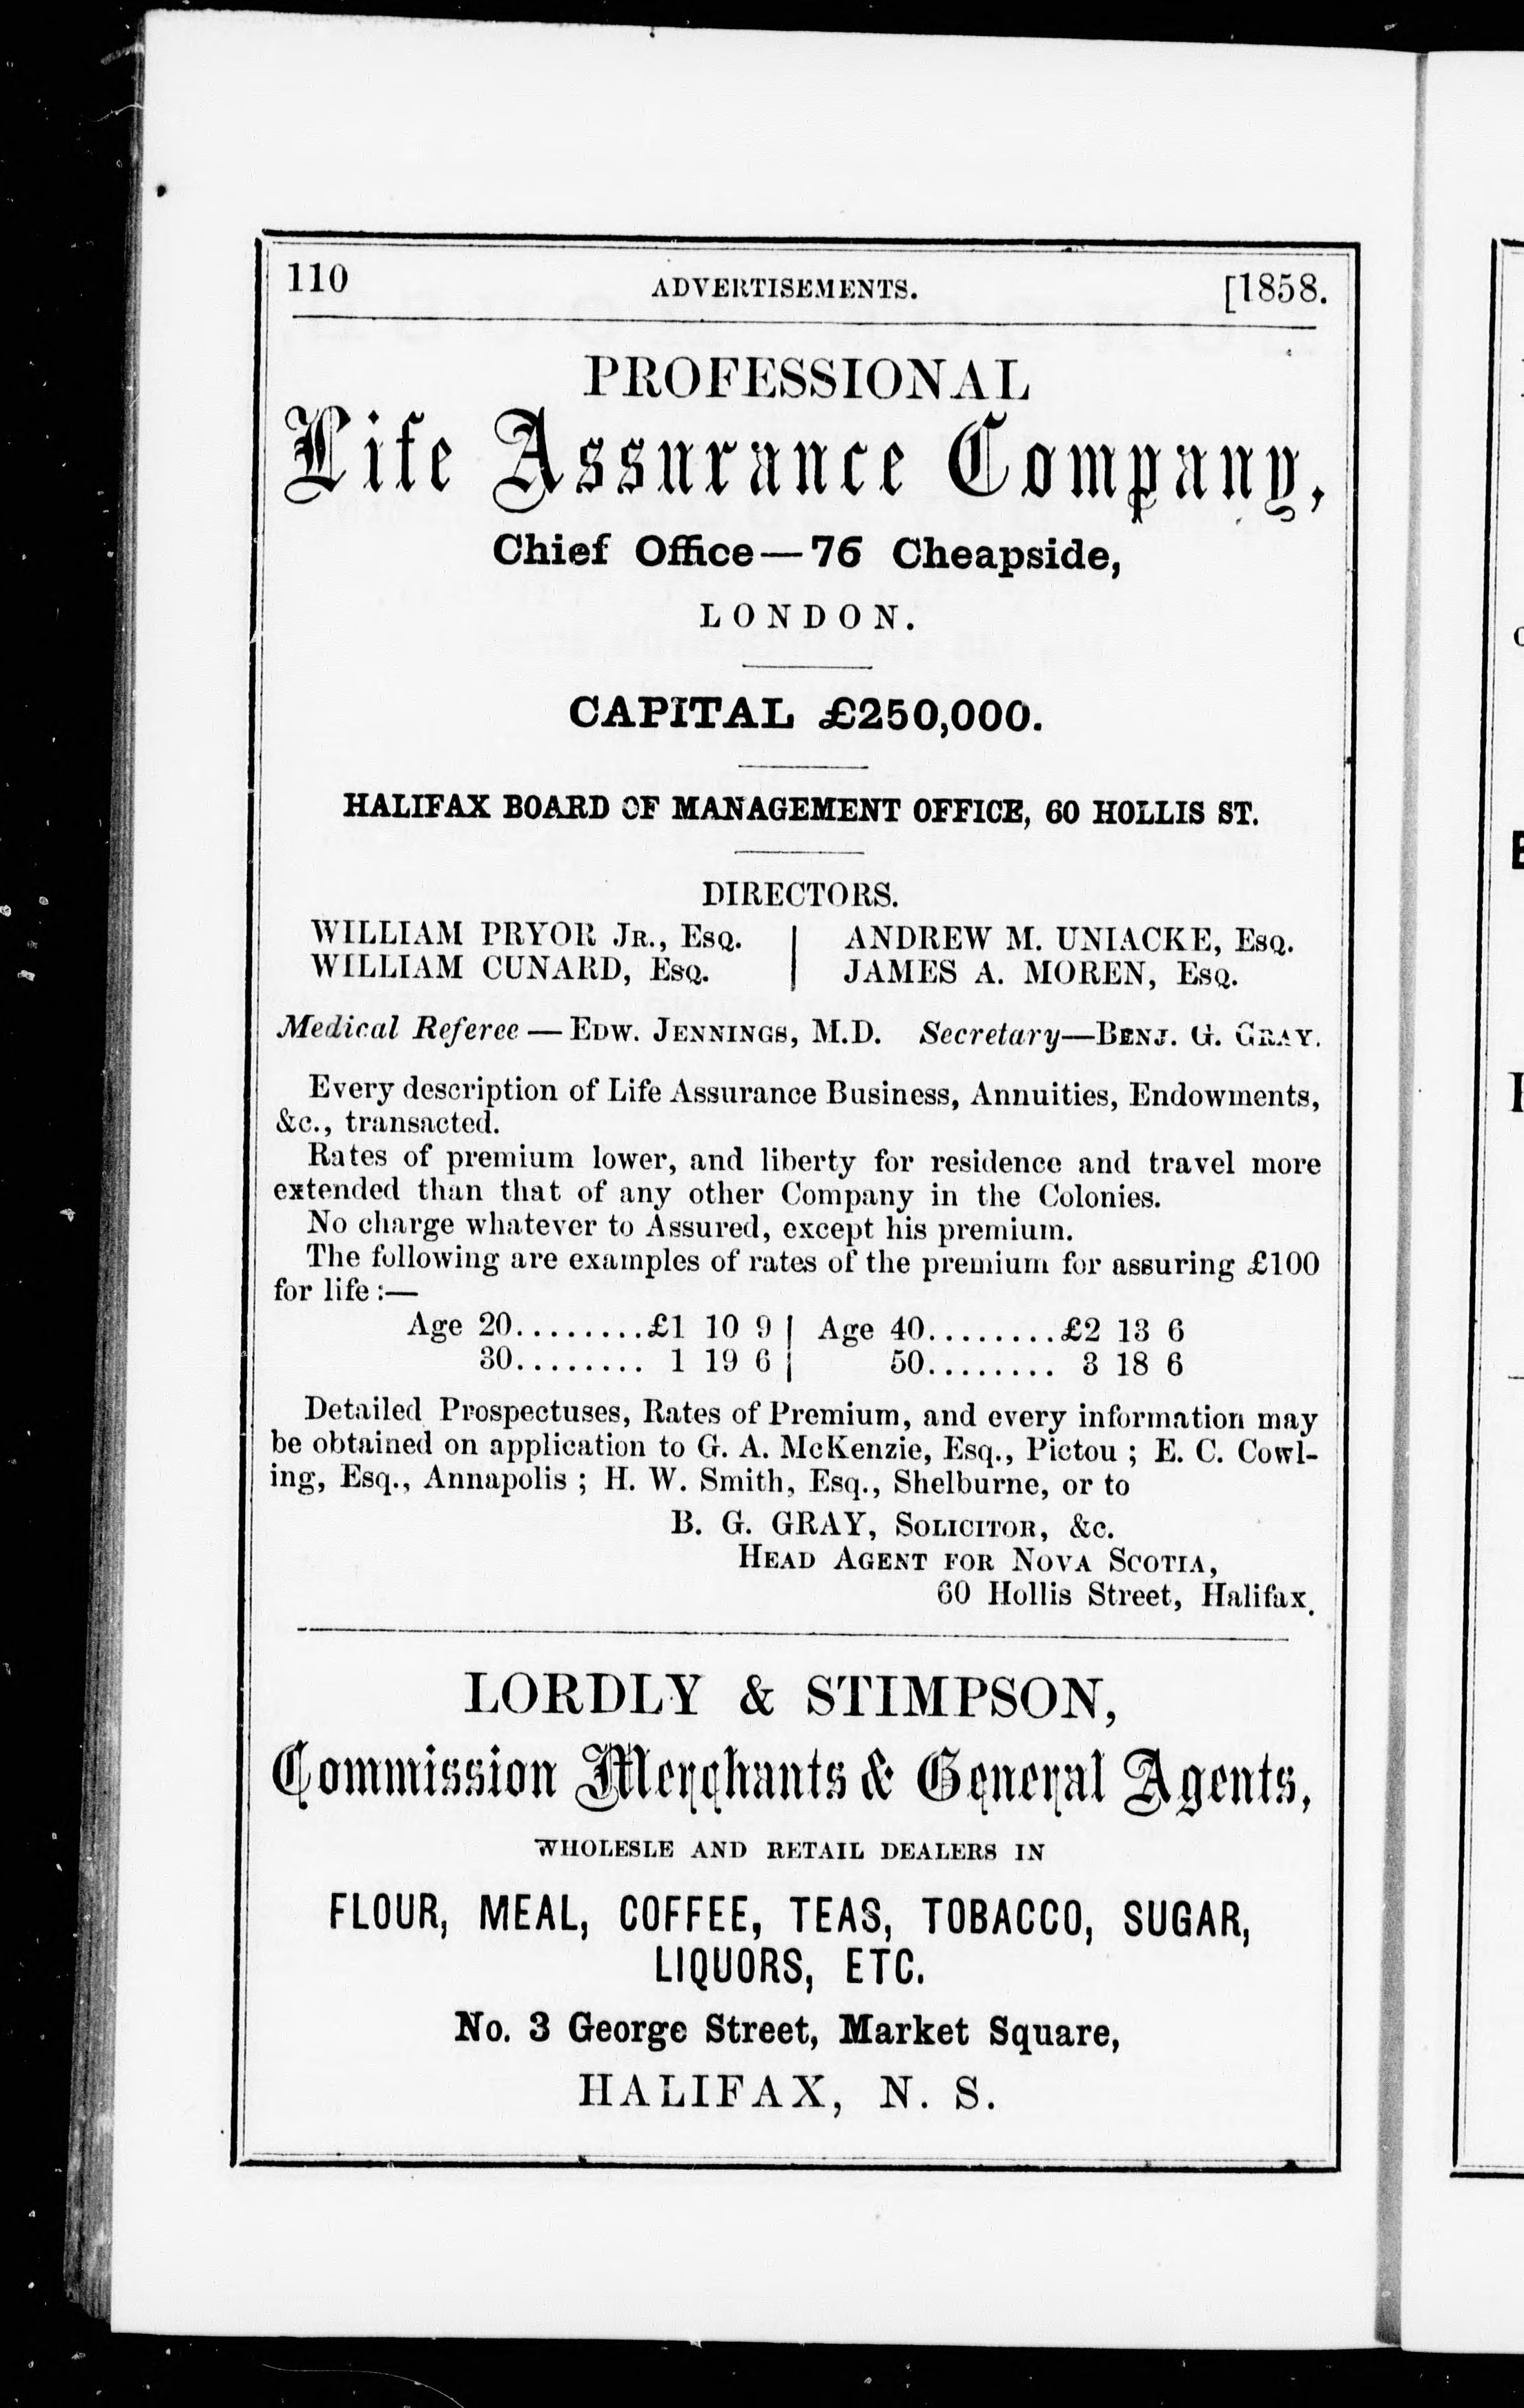 110 ADVERTISEMENTS. [1858.
PROFESSIONAL
Life Assurance Company,
Chief Office—76 Cheapside,
LONDON.
CAPITAL £250,000.
HALIFAX BOARD OF MANAGEMENT OFFICE, 60 HOLLIS ST.
DIRECTORS.
WILLIAM PRYOR JR., ESQ. | ANDREW M. UNIACKE, ESQ.
WILLIAM CUNARD, ESQ. | JAMES A. MOREN, ESQ.
Medical Referee—EDW. JENNINGS, M.D. Secretary—BENJ. G. GRAY.
Every description of Life Assurance Business, Annuities, Endowments,
&c., transacted.
Rates of premium lower, and liberty for residence and travel more
extended than that of any other Company in the Colonies.
No charge whatever to Assured, except his premium.
The following are examples of rates of the premium for assuring £100
for life:—
Age 20.........£1 10 9 | Age 40.........£2 13 6
30........ 1 19 6 | 50........ 3 18 6
Detailed Prospectuses, Rates of Premium, and every information may
be obtained on application to G. A. McKenzie, Esq., Pictou ; E. C. Cowl-
ing, Esq., Annapolis ; H. W. Smith, Esq., Shelburne, or to
B. G. GRAY, SOLICITOR, &C.
HEAD AGENT FOR NOVA SCOTIA,
60 Hollis Street, Halifax.
LORDLY & STIMPSON,
Commission Merchants & General Agents,
WHOLESLE AND RETAIL DEALERS IN
FLOUR, MEAL, COFFEE, TEAS, TOBACCO, SUGAR,
LIQUORS, ETC.
No. 3 George Street, Market Square,
HALIFAX, N. S.